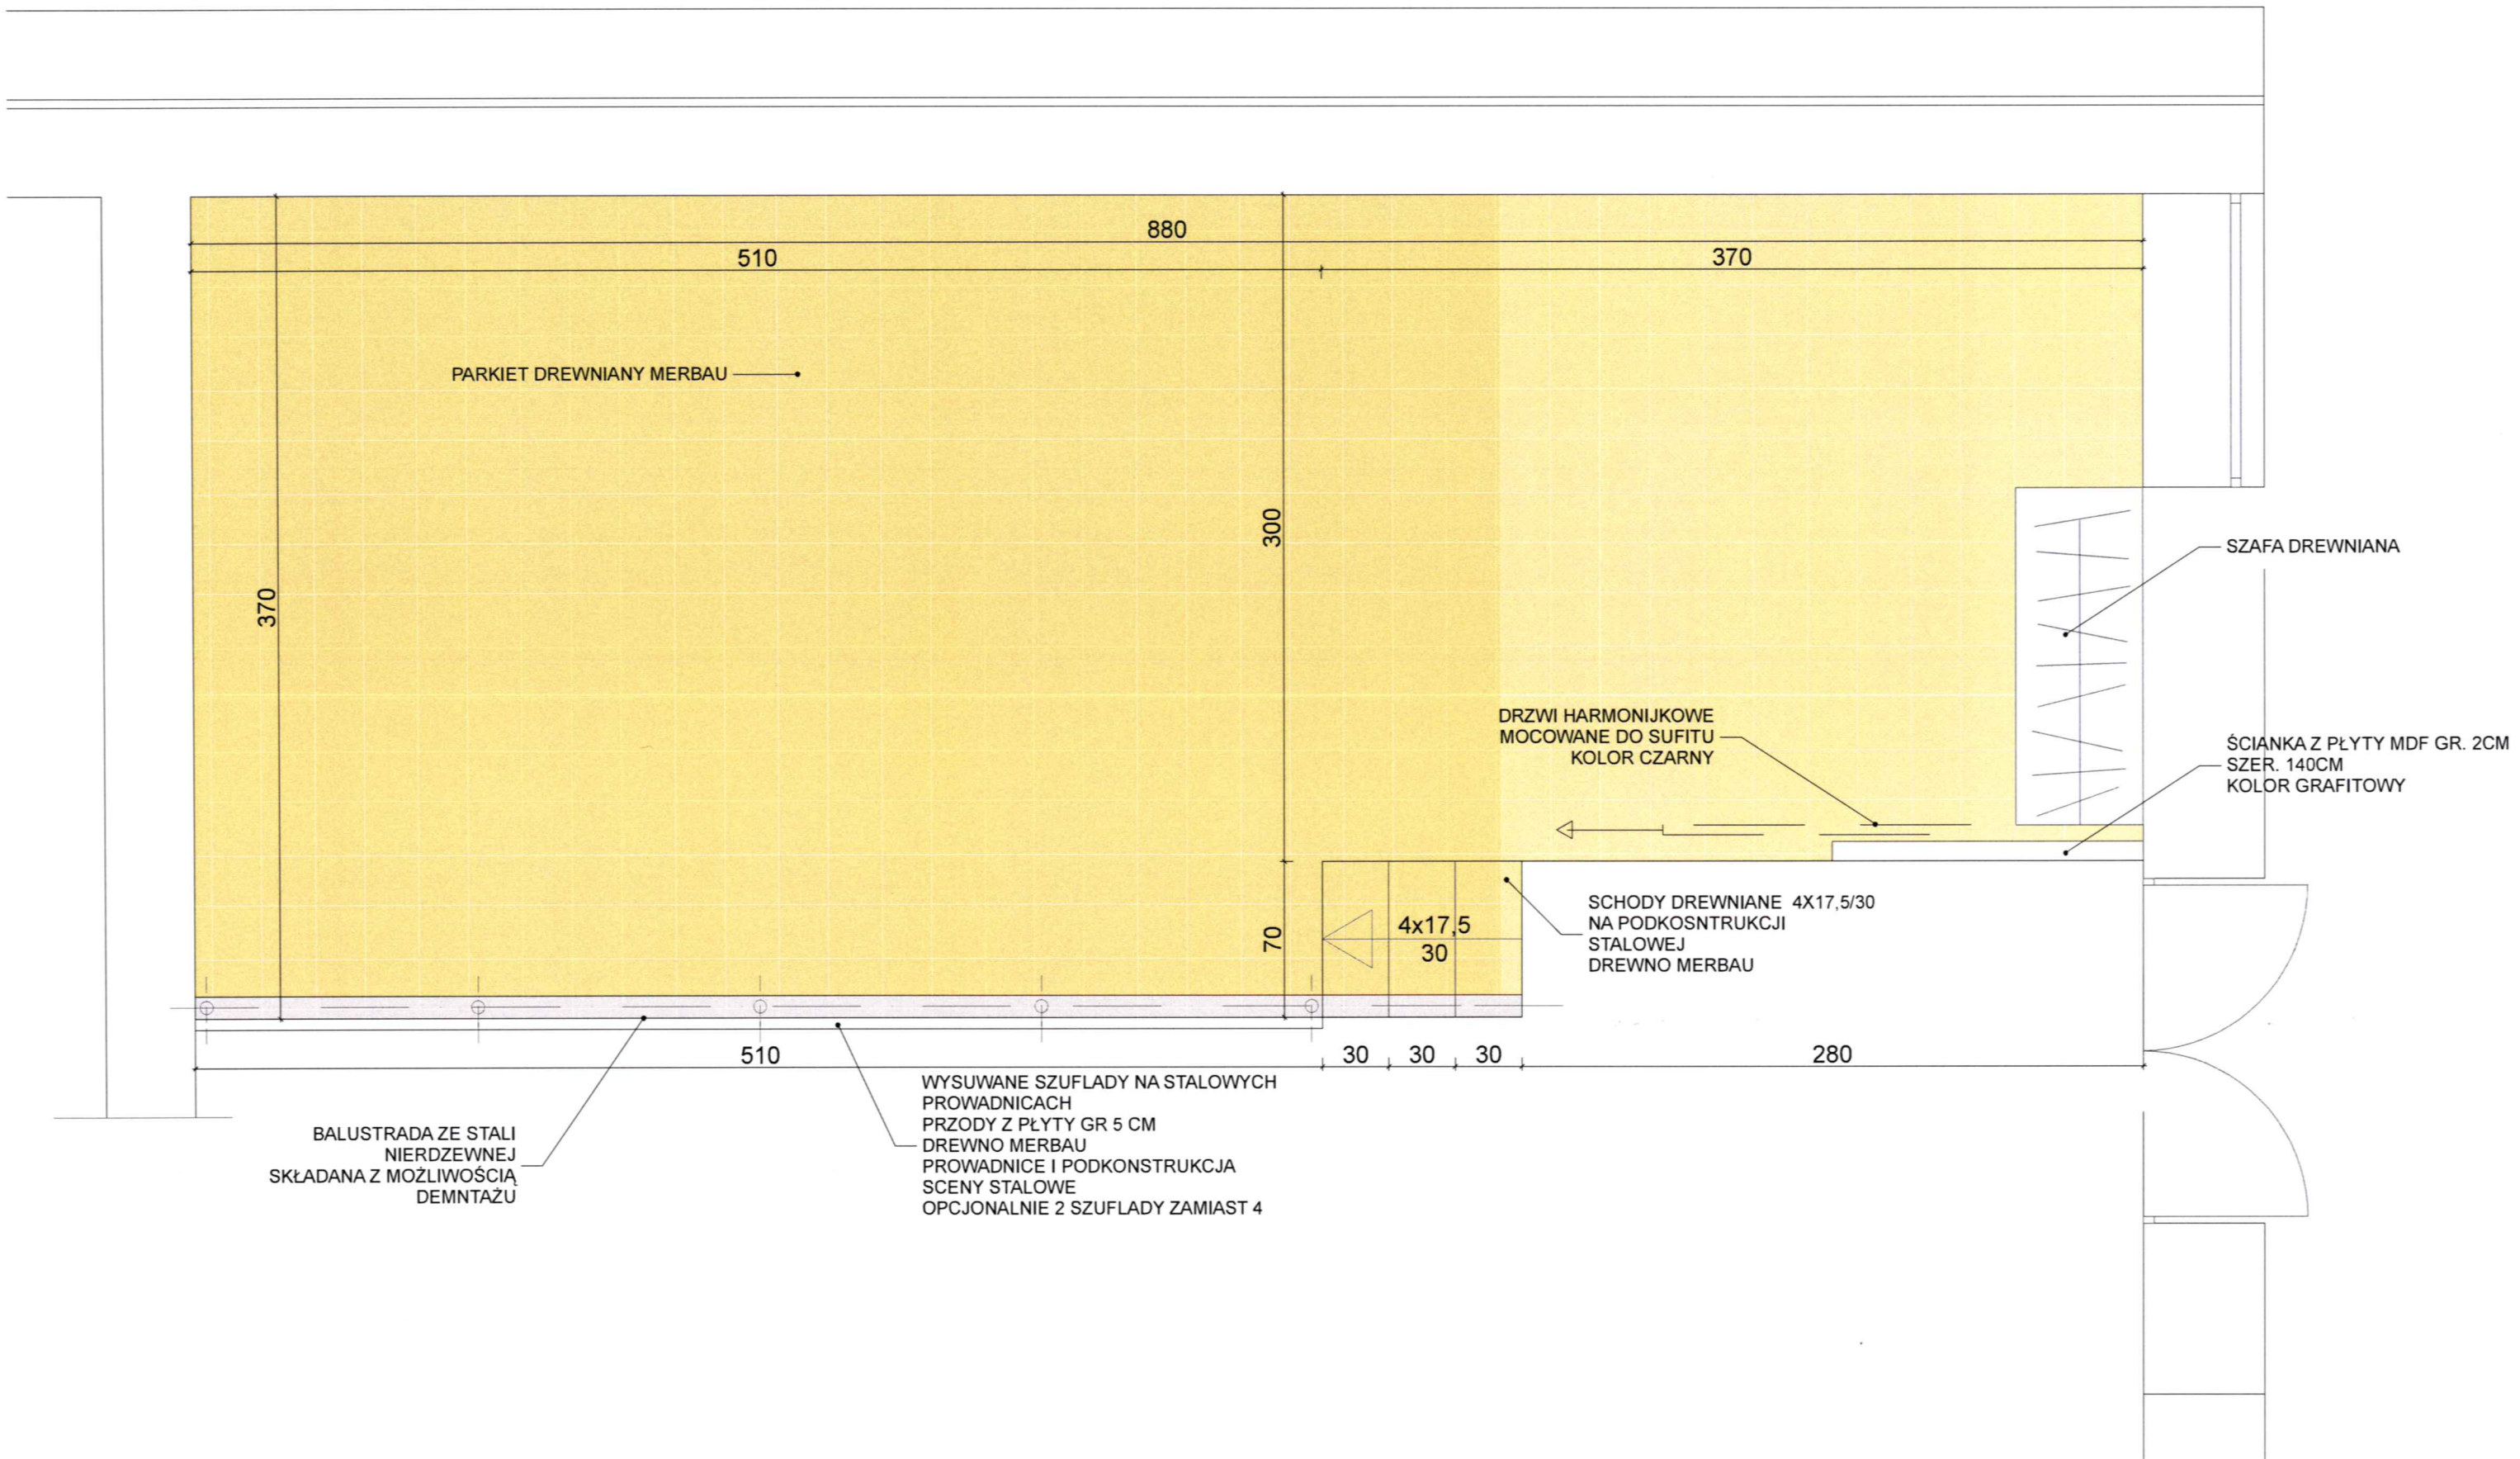 880
510
370
PARKIET DREWNIANY MERBAU
300
370
SZAFA DREWNIANA
DRZWI HARMONIJKOWE
MOCOWANE DO SUFITU
KOLOR CZARNY
ŚCIANKA Z PŁYTY MDF GR. 2CM
SZER. 140CM
KOLOR GRAFITOWY
SCHODY DREWNIANE 4X17,5/30
NA PODKOSNTRUKCJI
STALOWEJ
DREWNO MERBAU
70
4x17,5
30
510
30
30
30
280
BALUSTRADA ZE STALI
NIERDZEWNEJ
SKŁADANA Z MOŻLIWOŚCIĄ
DEMNTAŻU
WYSUWANE SZUFLADY NA STALOWYCH
PROWADNICACH
PRZODY Z PŁYTY GR 5 CM
DREWNO MERBAU
PROWADNICE I PODKONSTRUKCJA
SCENY STALOWE
OPCJONALNIE 2 SZUFLADY ZAMIAST 4